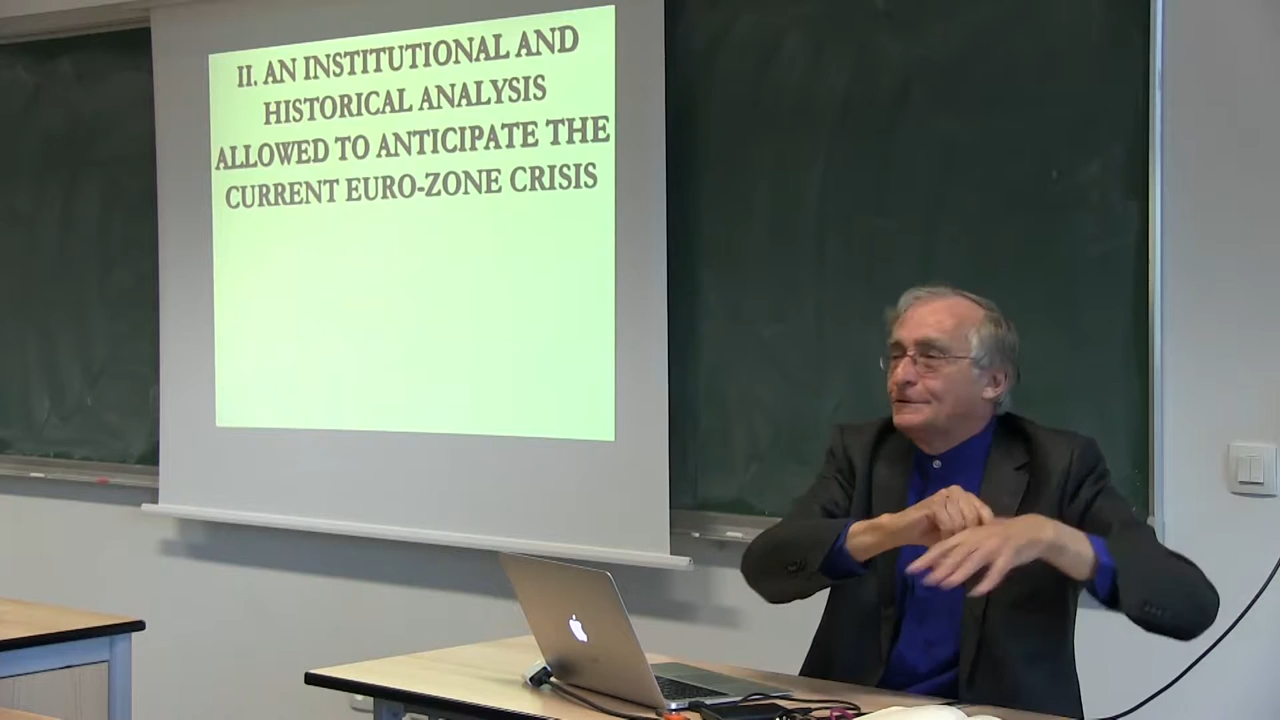 II. AN INSTITUTIONAL AND
HISTORICAL ANALYSIS
ALLOWED TO ANTICIPATE THE
CURRENT EURO-ZONE CRISIS